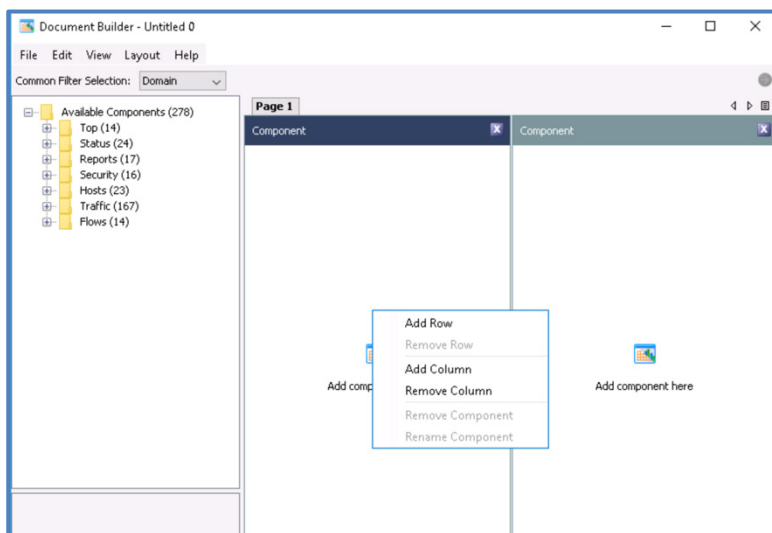 Document Builder - Untitled 0
File Edit View Layout Help
Common Filter Selection: Domain
Available Components (278)
Top (14)
Status (24)
Reports (17)
Security (16)
Hosts (23)
Traffic (167)
Flows (14)
Page 1
Component
Component
Add Row
Remove Row
Add Column
Remove Column
Remove Component
Rename Component
Add comp
Add component here